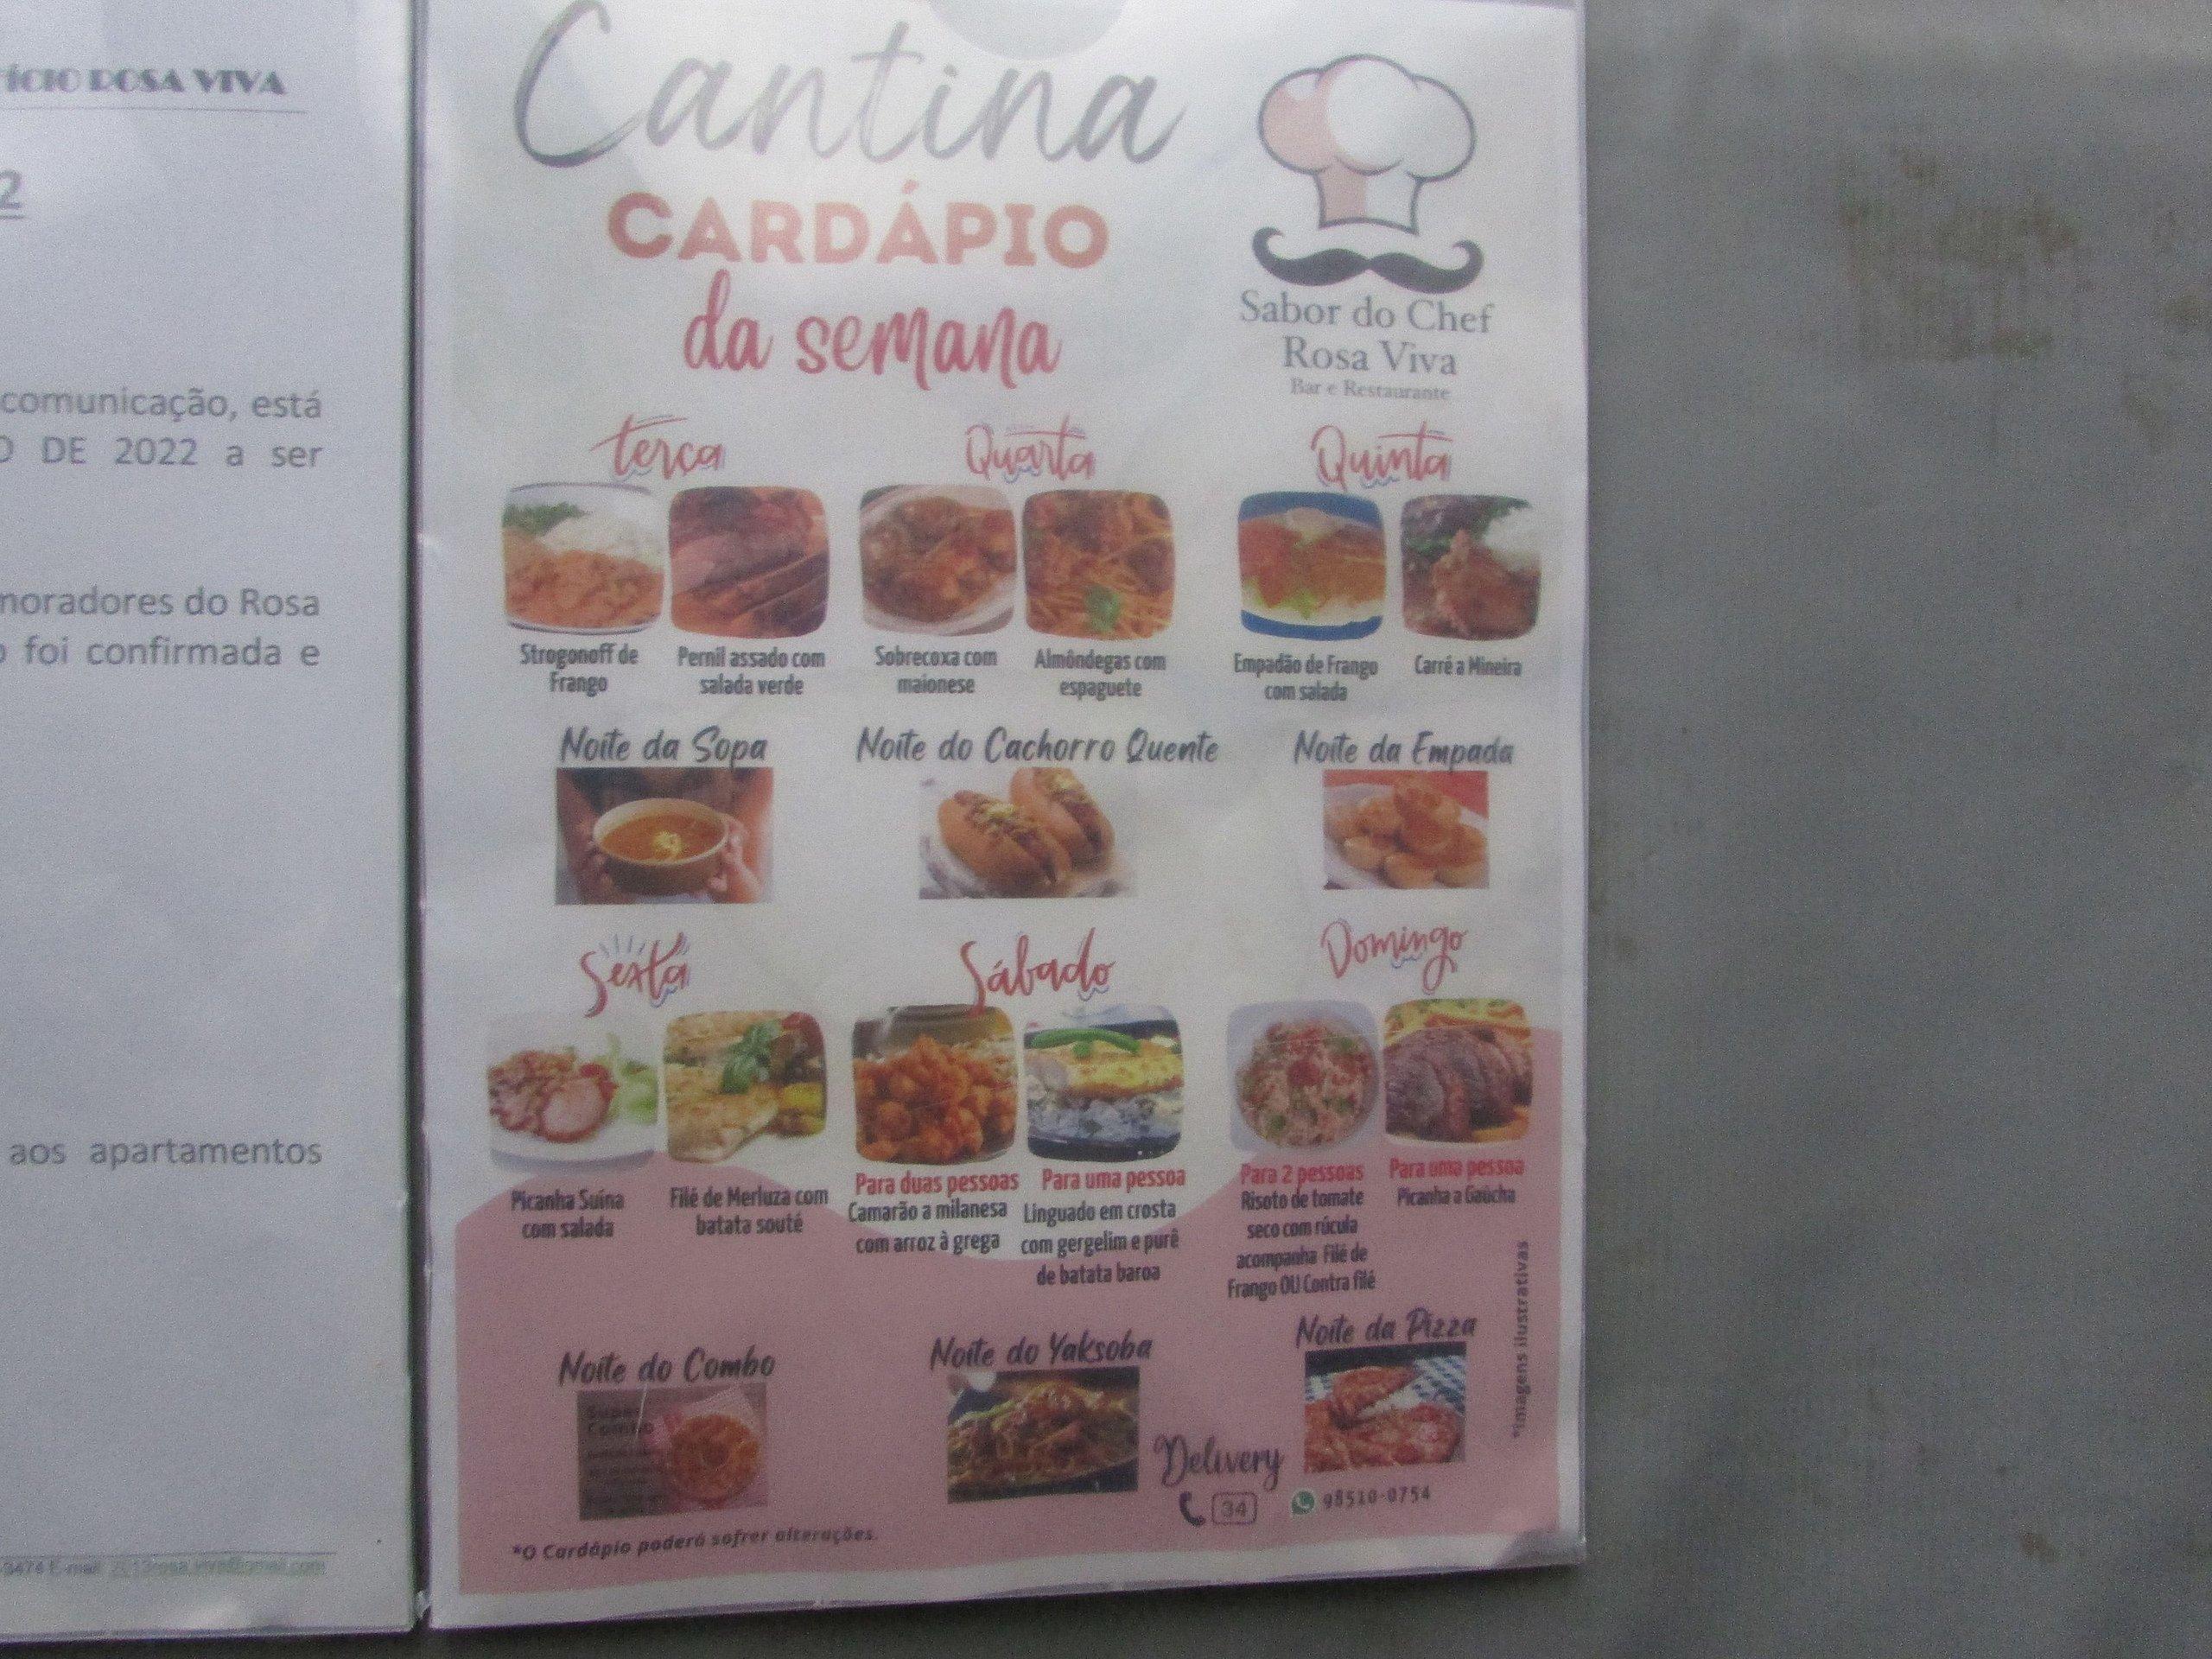 ROSA VIVA
2
comunicação, está
DE 2022 a ser
moradores do Rosa
foi confirmada e
aos apartamentos
Cantina
CARDÁPIO
da semana
Sabor do Chef
Rosa Viva
Bar e Restaurante
Terça
Strogonoff de
Frango
Pernil assado com
salada verde
Noite da Sopa
Quarta
Sobrecoxa com
maionese
Almôndegas com
espaguete
Noite do Cachorro Quente
Quinta
Empadão de Frango
com salada
Carré a Mineira
Noite da Empada
Sexta
Picanha Suína
com salada
Filé de Merluza com
batata souté
Noite do Combo
Super
Combo
Sábado
Para duas pessoas
Camarão a milanesa
com arroz à grega
Para uma pessoa
Linguado em crosta
com gergelim e purê
de batata baroa
Noite do Yaksoba
Domingo
Para 2 pessoas
Risoto de tomate
seco com rúcula
acompanha Filé de
Frango OU Contra filé
Para uma pessoa
Picanha a Gaúcha
Noite da Pizza
*imagens ilustrativas
Delivery
34
98510-0754
*O Cardápio poderá sofrer alterações.